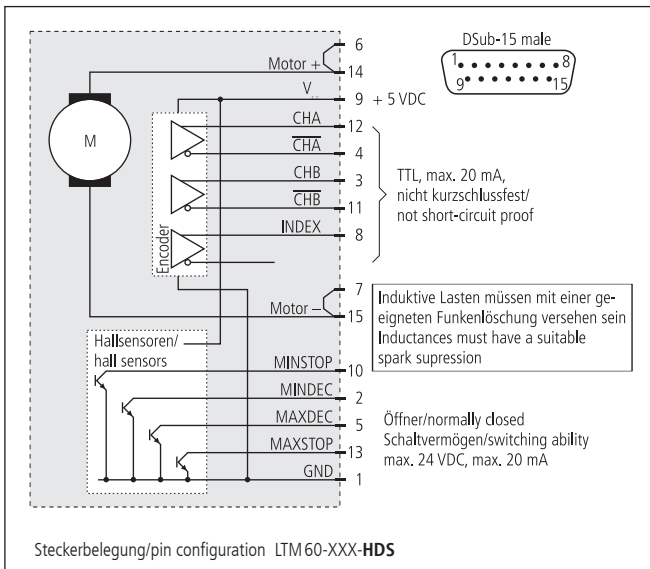 DSub-15 male
1 8
9 15
Motor + 6
14
V 9 + 5 VDC
CHA 12
C̅H̅A̅ 4
CHB 3
C̅H̅B̅ 11
INDEX 8
TTL, max. 20 mA,
nicht kurzschlussfest/
not short-circuit proof
M
Encoder
7
Motor – 15
Induktive Lasten müssen mit einer ge-
eigneten Funkenlöschung versehen sein
Inductances must have a suitable
spark supression
Hallsensoren/
hall sensors
MINSTOP 10
MINDEC 2
MAXDEC 5
MAXSTOP 13
GND 1
Öffner/normally closed
Schaltvermögen/switching ability
max. 24 VDC, max. 20 mA
Steckerbelegung/pin configuration LTM60-XXX-HDS